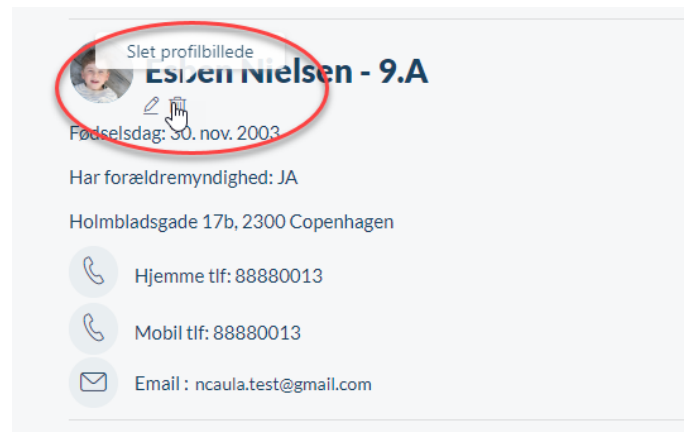 Slet profilbillede
Esben Nielsen - 9.A
Fødselsdag: 30. nov. 2003
Har forældremyndighed: JA
Holmbladsgade 17b, 2300 Copenhagen
Hjemme tlf: 88880013
Mobil tlf: 88880013
Email : ncaula.test@gmail.com